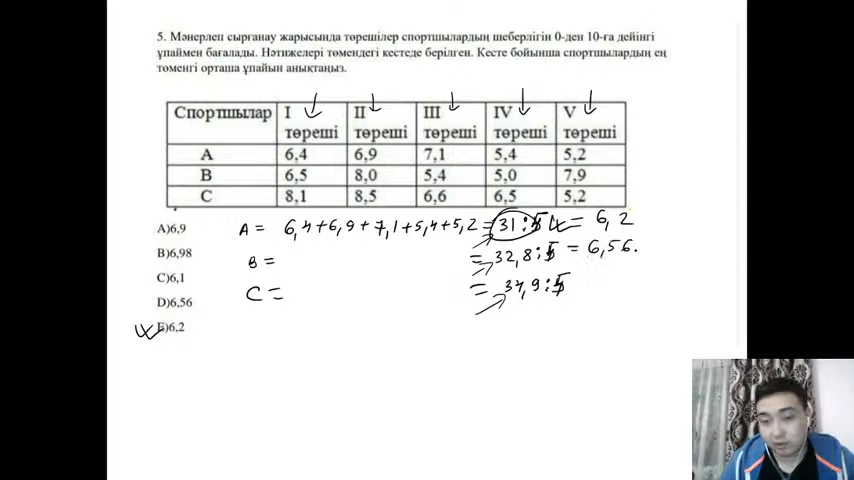 5. Мәнерлеп сырғанау жарысында төрешілер спортшылардың шеберлігін 0-ден 10-ға дейінгі
ұпаймен бағалады. Нәтижелері төмендегі кестеде берілген. Кесте бойынша спортшылардың ең
төменгі орташа ұпайын анықтаңыз.
Спортшылар I төреші II төреші III төреші IV төреші V төреші
A 6,4 6,9 7,1 5,4 5,2
B 6,5 8,0 5,4 5,0 7,9
C 8,1 8,5 6,6 6,5 5,2
A)6,9
B)6,98
C)6,1
D)6,56
E)6,2
A = 6,4+6,9+7,1+5,4+5,2 = 31:5 = 6,2
B = = 32,8:5 = 6,56.
C = = 34,9:5